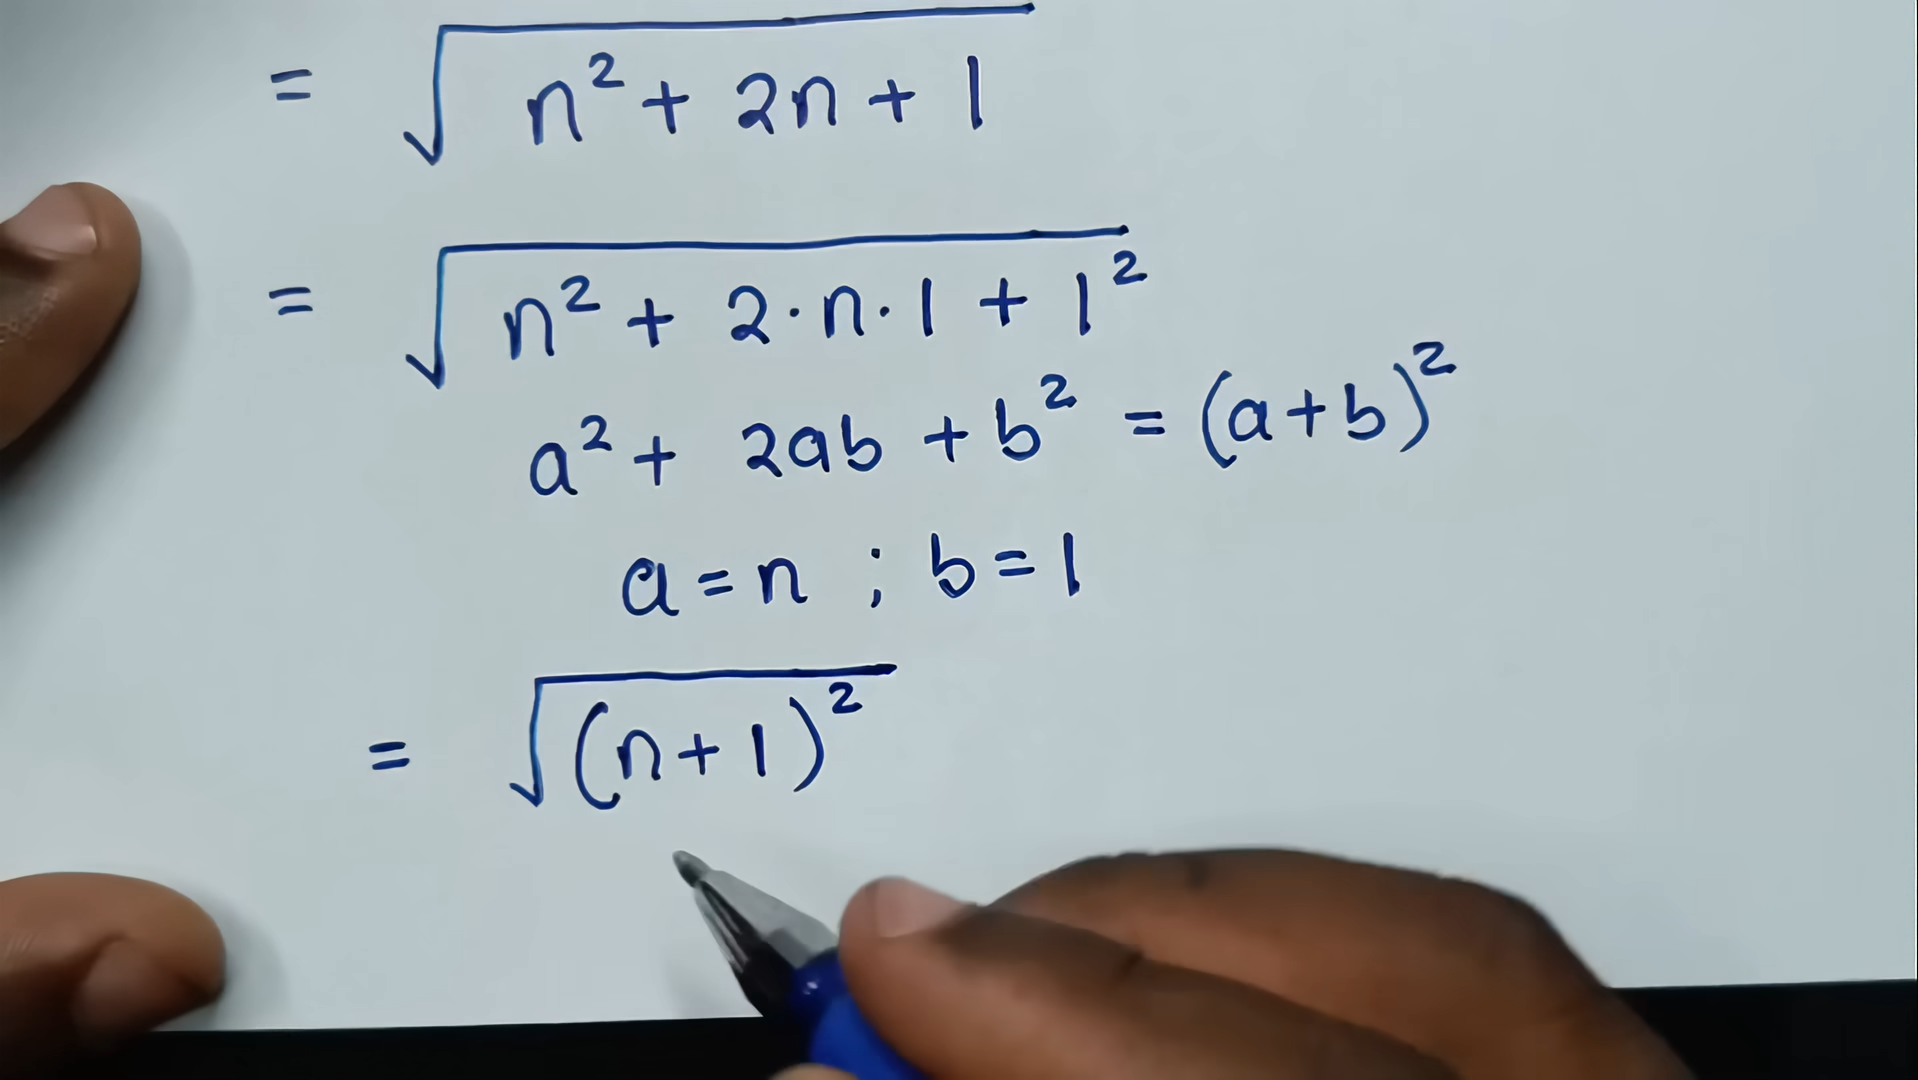 = √(n² + 2n + 1)
= √(n² + 2·n·1 + 1²)
a² + 2ab + b² = (a+b)²
a = n ; b = 1
= √(n+1)²